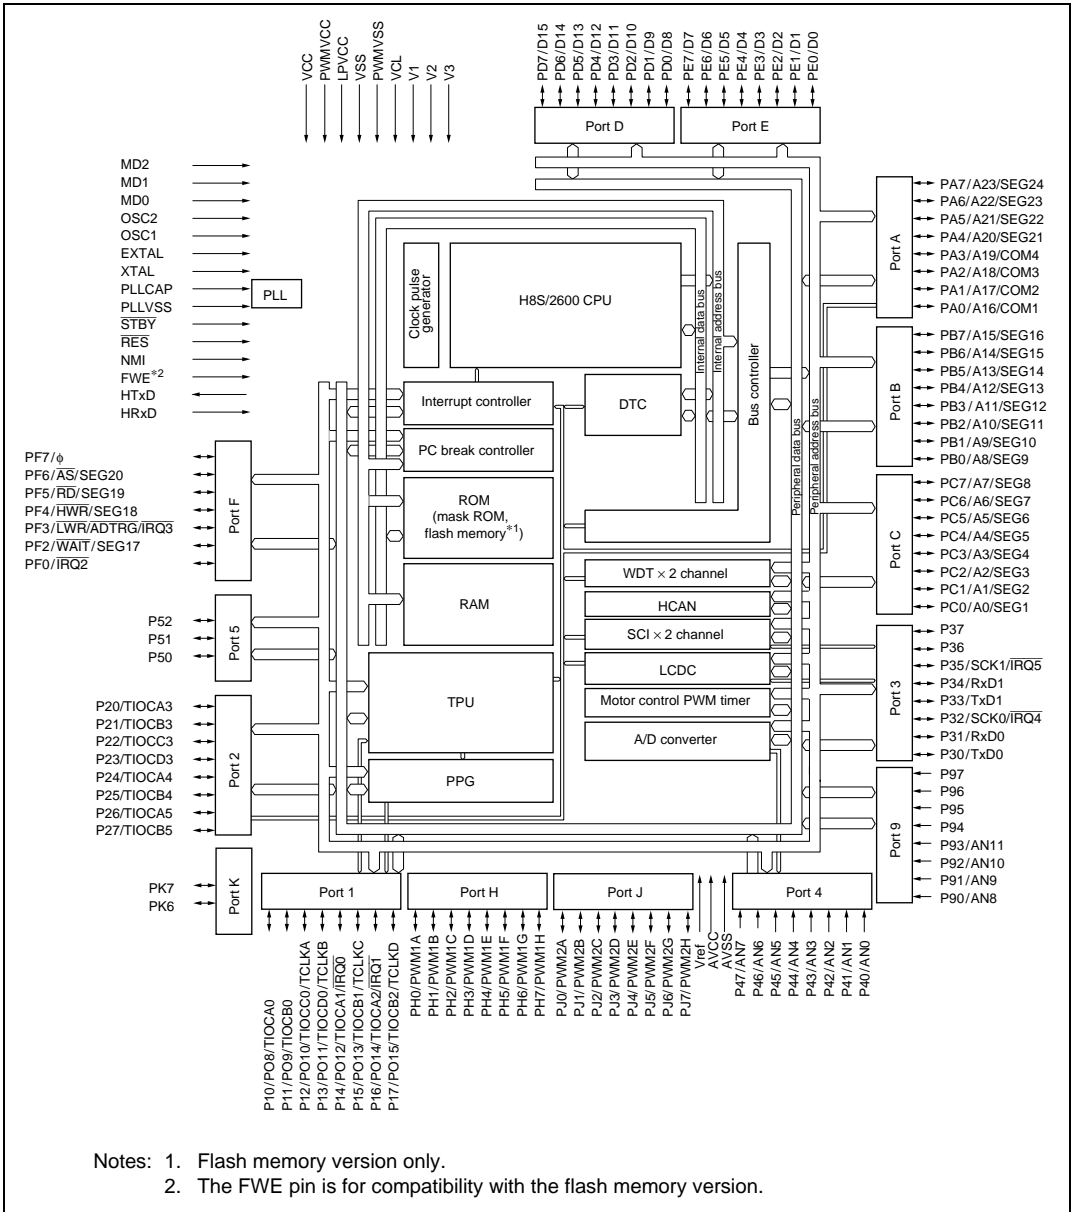 VCC
PWMVCC
LPVCC
VSS
PWMVSS
VCL
V1
V2
V3
PD7/D15
PD6/D14
PD5/D13
PD4/D12
PD3/D11
PD2/D10
PD1/D9
PD0/D8
PE7/D7
PE6/D6
PE5/D5
PE4/D4
PE3/D3
PE2/D2
PE1/D1
PE0/D0
Port D
Port E
MD2
MD1
MD0
OSC2
OSC1
EXTAL
XTAL
PLLCAP
PLLVSS
S̅T̅B̅Y̅
R̅E̅S̅
NMI
FWE*2
HTxD
HRxD
PLL
PF7/ϕ
PF6/A̅S̅/SEG20
PF5/R̅D̅/SEG19
PF4/H̅W̅R̅/SEG18
PF3/L̅W̅R̅/A̅D̅T̅R̅G̅/I̅R̅Q̅3̅
PF2/W̅A̅I̅T̅/SEG17
PF0/I̅R̅Q̅2̅
Port F
P52
P51
P50
Port 5
P20/TIOCA3
P21/TIOCB3
P22/TIOCC3
P23/TIOCD3
P24/TIOCA4
P25/TIOCB4
P26/TIOCA5
P27/TIOCB5
Port 2
PK7
PK6
Port K
Clock pulse
generator
H8S/2600 CPU
Interrupt controller
PC break controller
ROM
(mask ROM,
flash memory*1)
RAM
TPU
PPG
DTC
Internal data bus
Internal address bus
Bus controller
Peripheral data bus
Peripheral address bus
WDT × 2 channel
HCAN
SCI × 2 channel
LCDC
Motor control PWM timer
A/D converter
Port A
PA7/A23/SEG24
PA6/A22/SEG23
PA5/A21/SEG22
PA4/A20/SEG21
PA3/A19/COM4
PA2/A18/COM3
PA1/A17/COM2
PA0/A16/COM1
Port B
PB7/A15/SEG16
PB6/A14/SEG15
PB5/A13/SEG14
PB4/A12/SEG13
PB3/A11/SEG12
PB2/A10/SEG11
PB1/A9/SEG10
PB0/A8/SEG9
Port C
PC7/A7/SEG8
PC6/A6/SEG7
PC5/A5/SEG6
PC4/A4/SEG5
PC3/A3/SEG4
PC2/A2/SEG3
PC1/A1/SEG2
PC0/A0/SEG1
Port 3
P37
P36
P35/SCK1/I̅R̅Q̅5̅
P34/RxD1
P33/TxD1
P32/SCK0/I̅R̅Q̅4̅
P31/RxD0
P30/TxD0
Port 9
P97
P96
P95
P94
P93/AN11
P92/AN10
P91/AN9
P90/AN8
Port 1
Port H
Port J
Port 4
P10/PO8/TIOCA0
P11/PO9/TIOCB0
P12/PO10/TIOCC0/TCLKA
P13/PO11/TIOCD0/TCLKB
P14/PO12/TIOCA1/I̅R̅Q̅0̅
P15/PO13/TIOCB1/TCLKC
P16/PO14/TIOCA2/I̅R̅Q̅1̅
P17/PO15/TIOCB2/TCLKD
PH0/PWM1A
PH1/PWM1B
PH2/PWM1C
PH3/PWM1D
PH4/PWM1E
PH5/PWM1F
PH6/PWM1G
PH7/PWM1H
PJ0/PWM2A
PJ1/PWM2B
PJ2/PWM2C
PJ3/PWM2D
PJ4/PWM2E
PJ5/PWM2F
PJ6/PWM2G
PJ7/PWM2H
Vref
AVCC
AVSS
P47/AN7
P46/AN6
P45/AN5
P44/AN4
P43/AN3
P42/AN2
P41/AN1
P40/AN0
Notes: 1. Flash memory version only.
2. The FWE pin is for compatibility with the flash memory version.